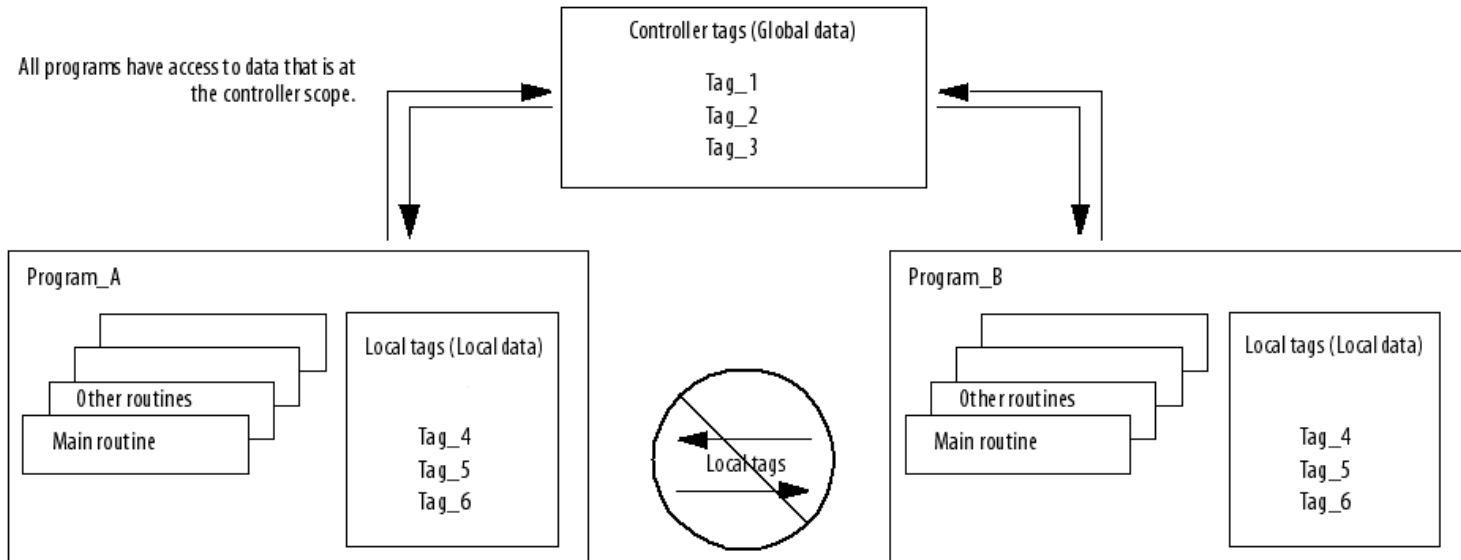 Controller tags (Global data)
Tag_1
Tag_2
Tag_3
All programs have access to data that is at
the controller scope.
Program_A
Other routines
Main routine
Local tags (Local data)
Tag_4
Tag_5
Tag_6
Local tags
Program_B
Other routines
Main routine
Local tags (Local data)
Tag_4
Tag_5
Tag_6